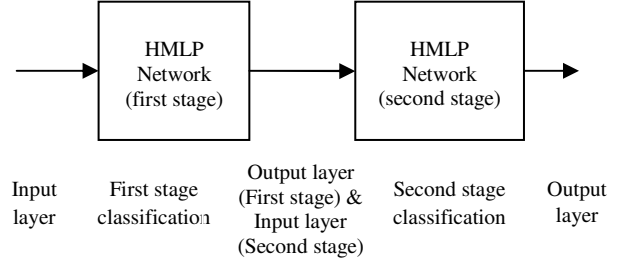 HMLP
Network
(first stage)
HMLP
Network
(second stage)
Input
layer
First stage
classification
Output layer
(First stage) &
Input layer
(Second stage)
Second stage
classification
Output
layer